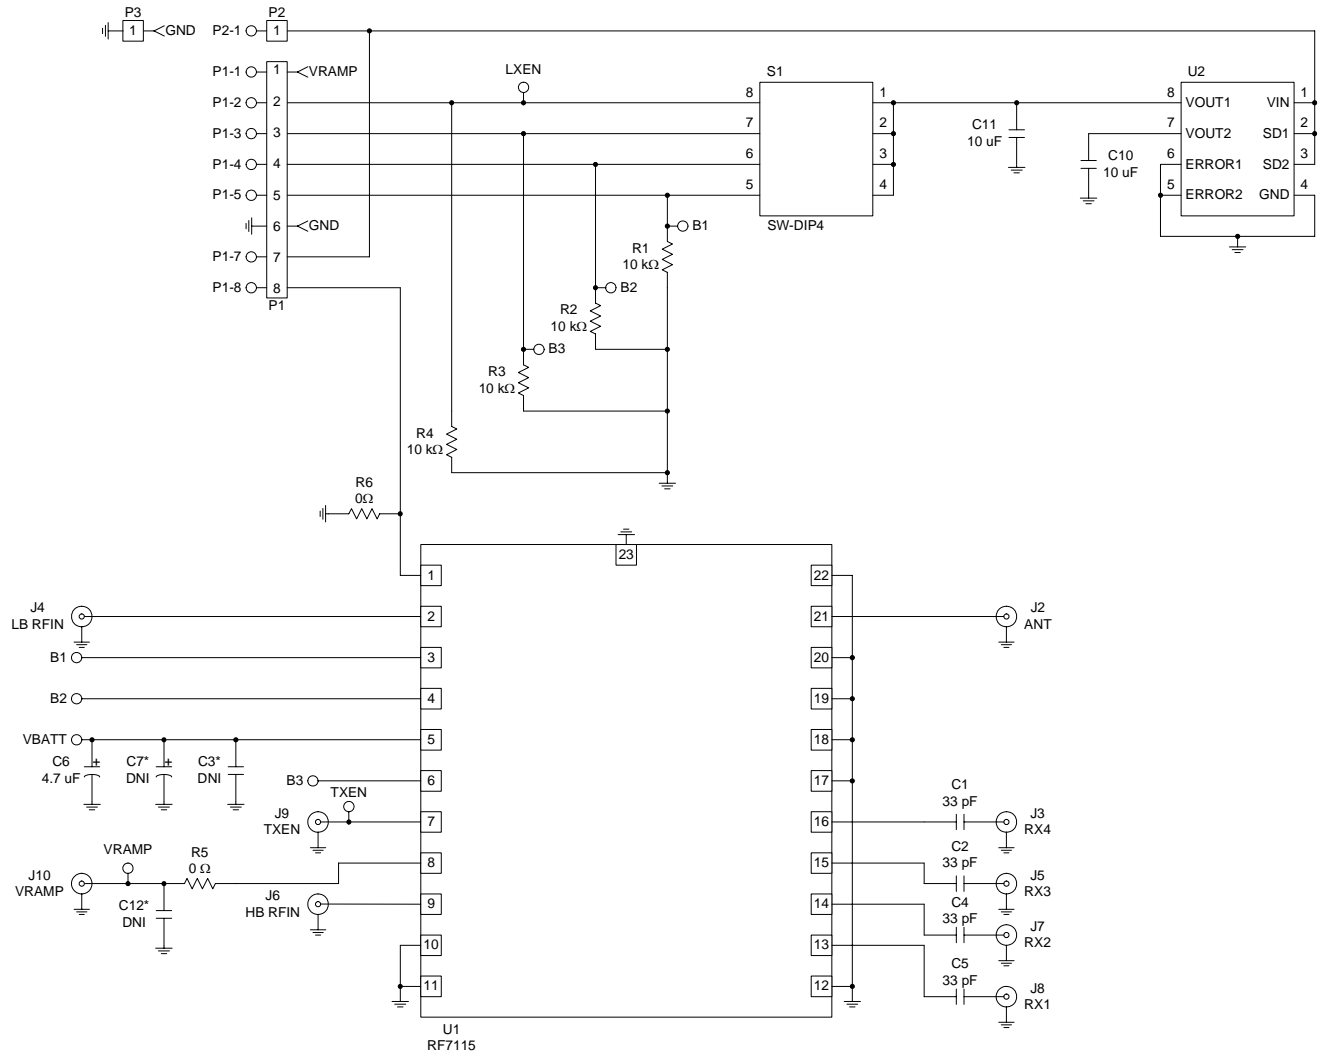 P3
1
GND
P2
P2-1
1
P1-1
1
VRAMP
P1-2
2
P1-3
3
P1-4
4
P1-5
5
6
GND
P1-7
7
P1-8
8
P1
LXEN
S1
8
7
6
5
1
2
3
4
SW-DIP4
C11
10 uF
C10
10 uF
U2
8
VOUT1
VIN
1
7
VOUT2
SD1
2
6
ERROR1
SD2
3
5
ERROR2
GND
4
B1
R1
10 kΩ
B2
R2
10 kΩ
B3
R3
10 kΩ
R4
10 kΩ
R6
0Ω
23
1
22
J4
LB RFIN
2
21
J2
ANT
B1
3
20
B2
4
19
VBATT
5
18
C6
4.7 uF
+
C7*
DNI
+
C3*
DNI
B3
6
17
TXEN
J9
TXEN
7
16
C1
33 pF
J3
RX4
VRAMP
R5
0 Ω
8
15
C2
33 pF
J5
RX3
J10
VRAMP
C12*
DNI
J6
HB RFIN
9
14
C4
33 pF
J7
RX2
10
13
C5
33 pF
J8
RX1
11
12
U1
RF7115